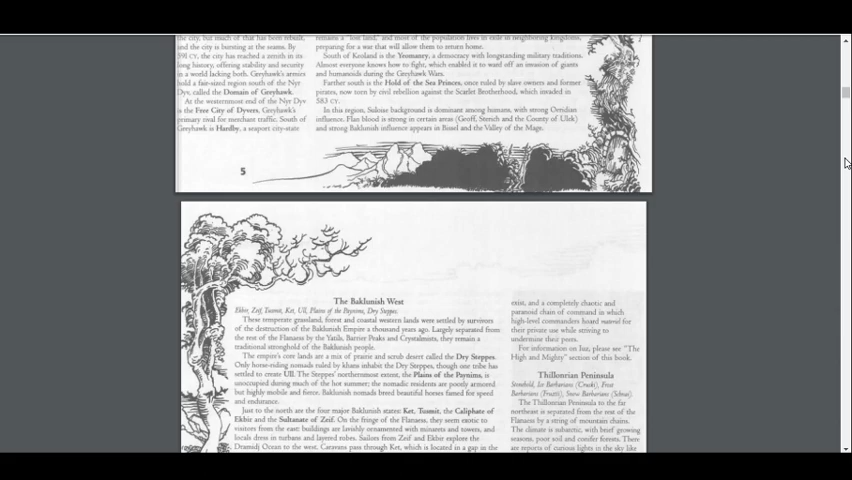 the city, but much of that has been rebuilt,
and the city is bursting at the seams. By
591 CY, the city has reached a zenith in its
long history, offering stability and security
in a world lacking both. Greyhawk's armies
hold a fair-sized region south of the Nyr
Dyv, called the Domain of Greyhawk.
At the westernmost end of the Nyr Dyv
is the Free City of Dyvers, Greyhawk's
primary rival for merchant traffic. South of
Greyhawk is Hardby, a seaport city-state
remains a "lost land," and most of the population lives in exile in neighboring kingdoms,
preparing for a war that will allow them to return home.
South of Keoland is the Yeomanry, a democracy with longstanding military traditions.
Almost everyone knows how to fight, which enabled it to ward off an invasion of giants
and humanoids during the Greyhawk Wars.
Farther south is the Hold of the Sea Princes, once ruled by slave owners and former
pirates, now torn by civil rebellion against the Scarlet Brotherhood, which invaded in
583 CY.
In this region, Suloise background is dominant among humans, with strong Oeridian
influence. Flan blood is strong in certain areas (Geoff, Sterich and the County of Ulek)
and strong Baklunish influence appears in Bissel and the Valley of the Mage.
5
The Baklunish West
Ekbir, Zeif, Tusmit, Ket, Ull, Plains of the Paynims, Dry Steppes
These temperate grassland, forest and coastal western lands were settled by survivors
of the destruction of the Baklunish Empire a thousand years ago. Largely separated from
the rest of the Flanaess by the Yatils, Barrier Peaks and Crystalmists, they remain a
traditional stronghold of the Baklunish people.
The empire's core lands are a mix of prairie and scrub desert called the Dry Steppes.
Only horse-riding nomads ruled by khans inhabit the Dry Steppes, though one tribe has
settled to create Ull. The Steppes' northernmost extent, the Plains of the Paynims, is
unoccupied during much of the hot summer; the nomadic residents are poorly armored
but highly mobile and fierce. Baklunish nomads breed beautiful horses famed for speed
and endurance.
Just to the north are the four major Baklunish states: Ket, Tusmit, the Caliphate of
Ekbir and the Sultanate of Zeif. On the fringe of the Flanaess, they seem exotic to
visitors from the east: buildings are lavishly ornamented with minarets and towers, and
locals dress in turbans and layered robes. Sailors from Zeif and Ekbir explore the
Dramidj Ocean to the west. Caravans pass through Ket, which is located in a gap in the
exist, and a completely chaotic and
paranoid chain of command in which
high-level commanders hoard materiel for
their private use while striving to
undermine their peers.
For information on Iuz, please see "The
High and Mighty" section of this book.
Thillonrian Peninsula
Stonehold, Ice Barbarians (Cruski), Frost
Barbarians (Fruztii), Snow Barbarians (Schnai).
The Thillonrian Peninsula to the far
northeast is separated from the rest of the
Flanaess by a string of mountain chains.
The climate is subarctic, with brief growing
seasons, poor soil and conifer forests. There
are reports of curious lights in the sky like